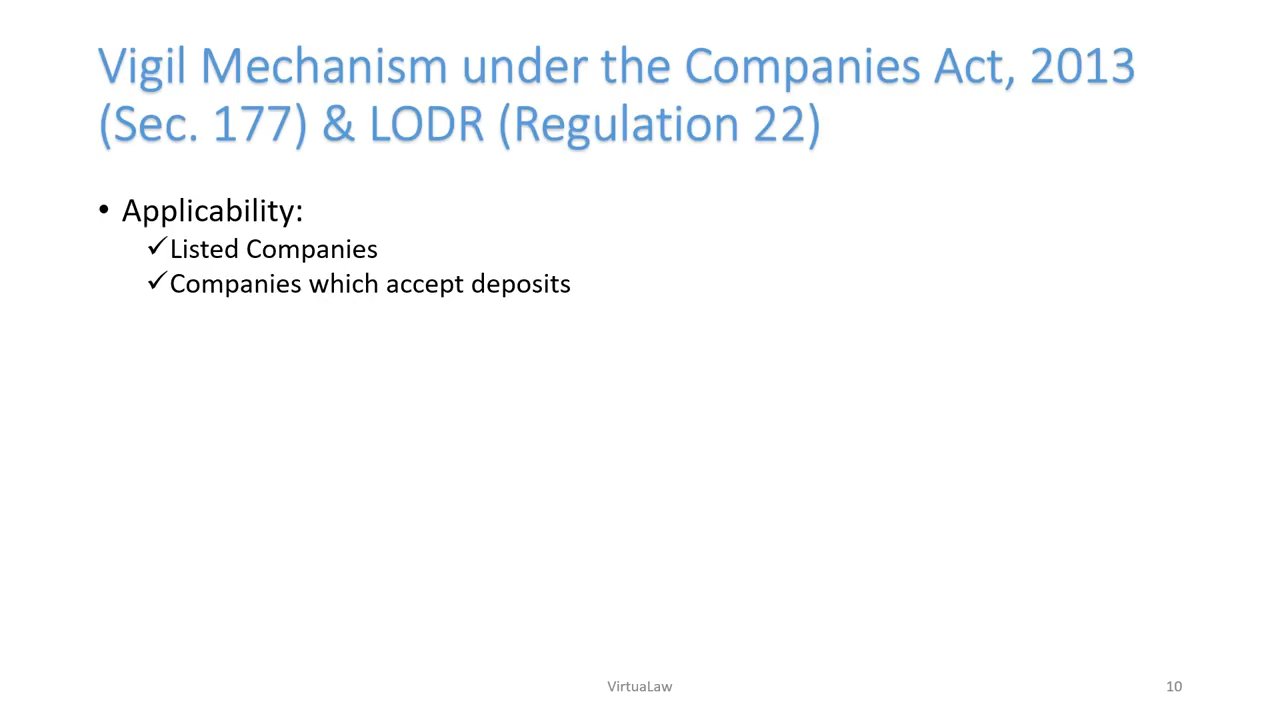 Vigil Mechanism under the Companies Act, 2013
(Sec. 177) & LODR (Regulation 22)
• Applicability:
✓Listed Companies
✓Companies which accept deposits
VirtuaLaw
10